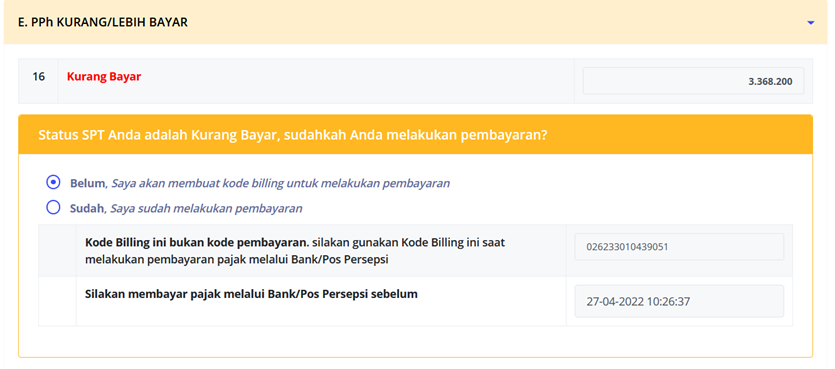 E. PPh KURANG/LEBIH BAYAR
16 Kurang Bayar 3.368.200
Status SPT Anda adalah Kurang Bayar, sudahkah Anda melakukan pembayaran?
Belum, Saya akan membuat kode billing untuk melakukan pembayaran
Sudah, Saya sudah melakukan pembayaran
Kode Billing ini bukan kode pembayaran. silakan gunakan Kode Billing ini saat
melakukan pembayaran pajak melalui Bank/Pos Persepsi
026233010439051
Silakan membayar pajak melalui Bank/Pos Persepsi sebelum
27-04-2022 10:26:37